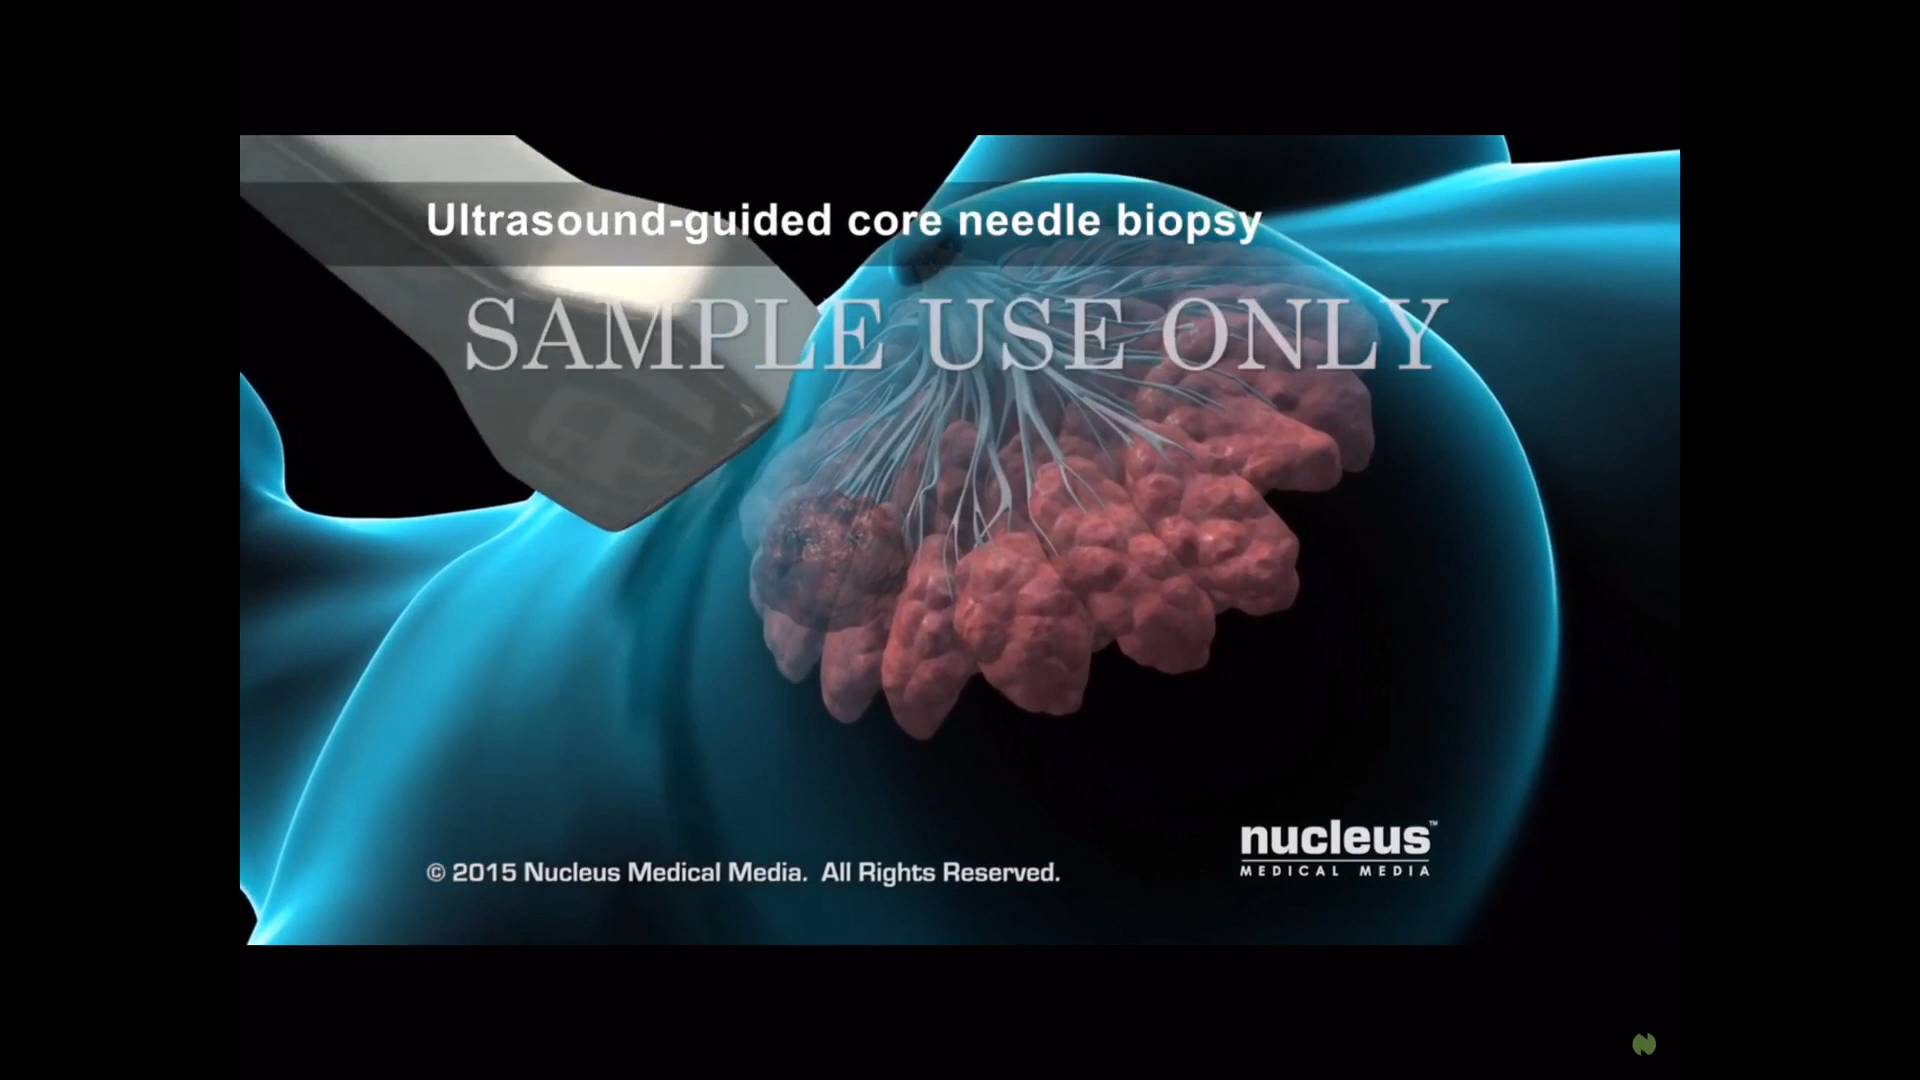 Ultrasound-guided core needle biopsy
SAMPLE USE ONLY
nucleus™
MEDICAL MEDIA
© 2015 Nucleus Medical Media. All Rights Reserved.